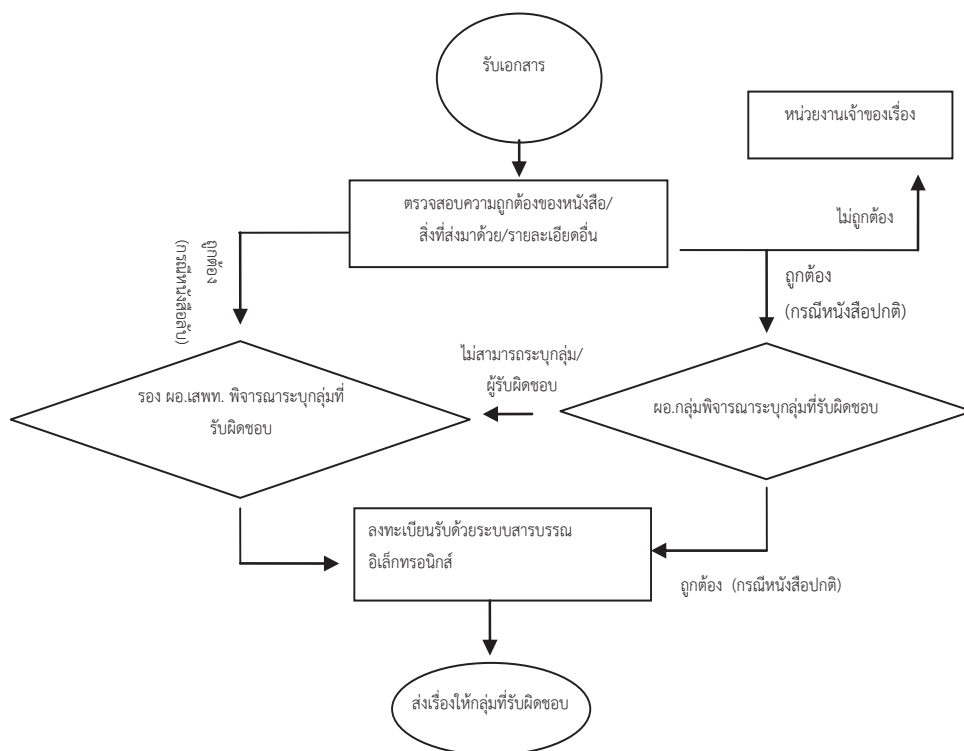 รับเอกสาร
หน่วยงานเจ้าของเรื่อง
ตรวจสอบความถูกต้องของหนังสือ/
สิ่งที่ส่งมาด้วย/รายละเอียดอื่น
ไม่ถูกต้อง
ถูกต้อง
(กรณีหนังสือลับ)
ถูกต้อง
(กรณีหนังสือปกติ)
ไม่สามารถระบุกลุ่ม/
ผู้รับผิดชอบ
รอง ผอ.เสพท. พิจารณาระบุกลุ่มที่
รับผิดชอบ
ผอ.กลุ่มพิจารณาระบุกลุ่มที่รับผิดชอบ
ลงทะเบียนรับด้วยระบบสารบรรณ
อิเล็กทรอนิกส์
ถูกต้อง (กรณีหนังสือปกติ)
ส่งเรื่องให้กลุ่มที่รับผิดชอบ